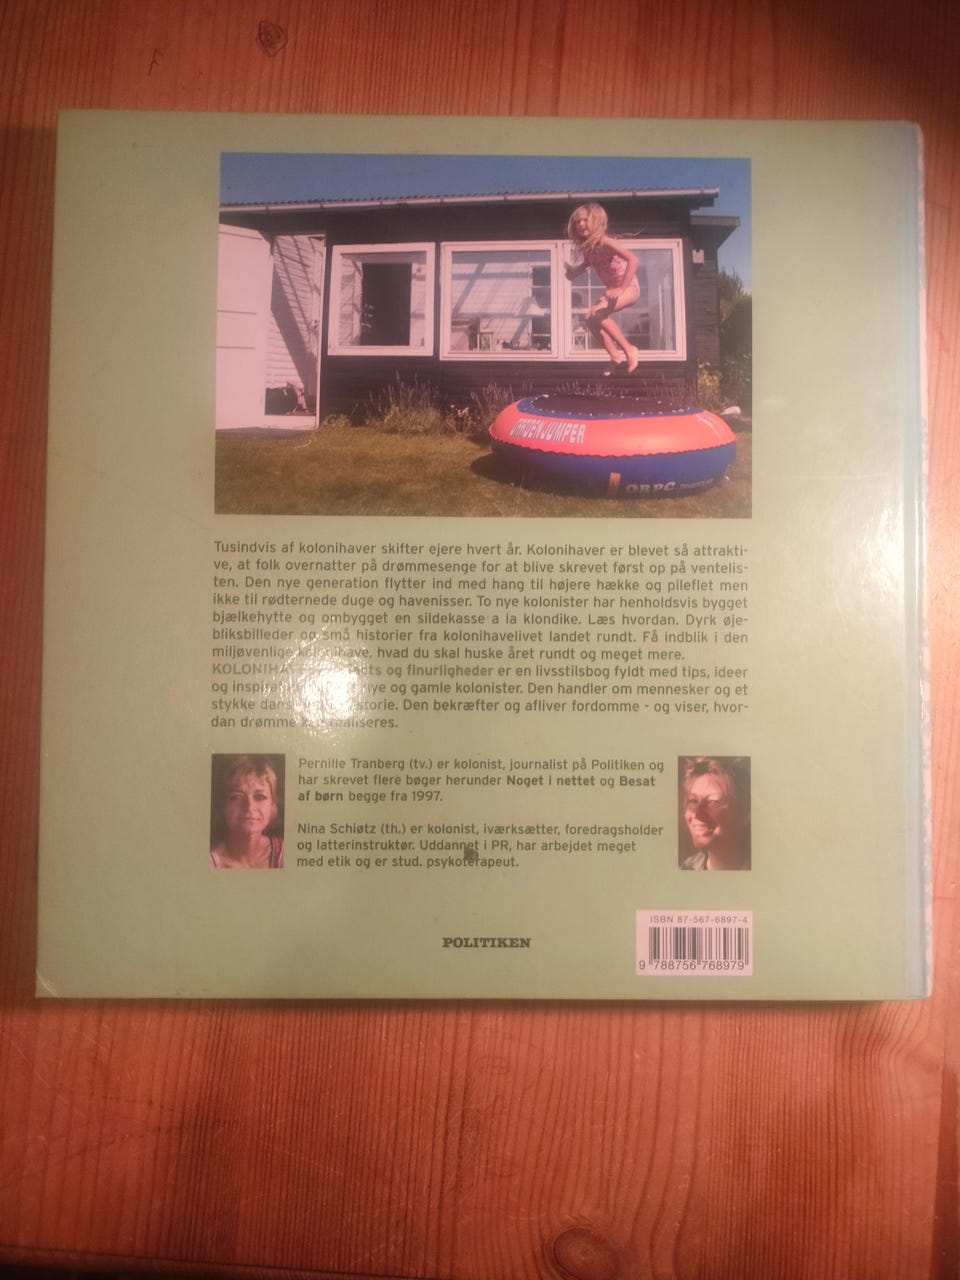 GARDENJUMPER
Tusindvis af kolonihaver skifter ejere hvert år. Kolonihaver er blevet så attrakti-
ve, at folk overnatter på drømmesenge for at blive skrevet først op på ventelis-
ten. Den nye generation flytter ind med hang til højere hække og pileflet men
ikke til rødternede duge og havenisser. To nye kolonister har henholdsvis bygget
bjælkehytte og ombygget en sildekasse a la klondike. Læs hvordan. Dyrk øje-
bliksbilleder og små historier fra kolonihavelivet landet rundt. Få indblik i den
miljøvenlige kolonihave, hvad du skal huske året rundt og meget mere.
og finurligheder er en livsstilsbog fyldt med tips, ideer
og nye og gamle kolonister. Den handler om mennesker og et
stykke Den bekræfter og afliver fordomme - og viser, hvor-
dan drømme realiseres.
Pernille Tranberg (tv.) er kolonist, journalist på Politiken og
har skrevet flere bøger herunder Noget i nettet og Besat
af børn begge fra 1997.
Nina Schiøtz (th.) er kolonist, iværksætter, foredragsholder
og latterinstruktør. Uddannet i PR, har arbejdet meget
med etik og er stud. psykoterapeut.
POLITIKEN
ISBN 87-567-6897-4
9 788756 768979